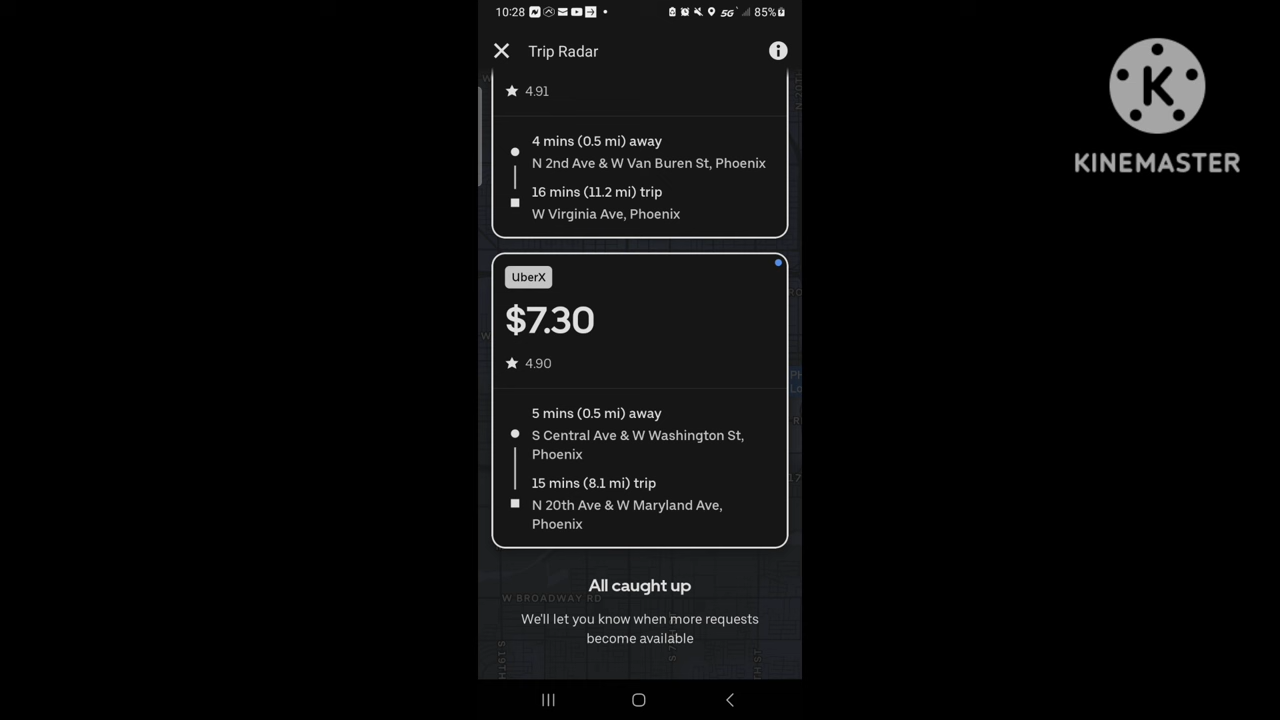 10:28
5G
85%
Trip Radar
K
KINEMASTER
4.91
4 mins (0.5 mi) away
N 2nd Ave & W Van Buren St, Phoenix
16 mins (11.2 mi) trip
W Virginia Ave, Phoenix
UberX
$7.30
4.90
5 mins (0.5 mi) away
S Central Ave & W Washington St,
Phoenix
15 mins (8.1 mi) trip
N 20th Ave & W Maryland Ave,
Phoenix
All caught up
W.BROADWAY RD
We'll let you know when more requests
become available